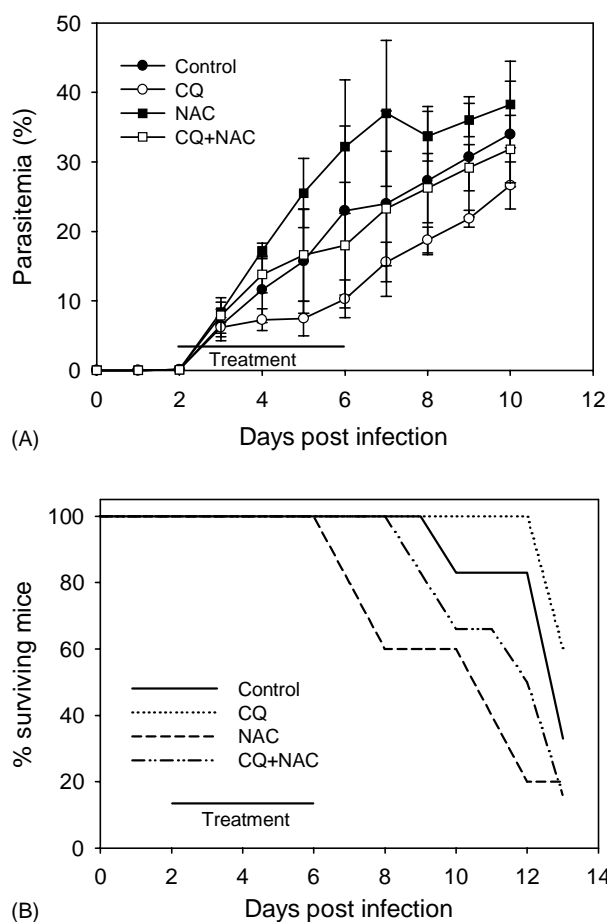 50
40
30
20
10
0
Parasitemia (%)
Control
CQ
NAC
CQ+NAC
Treatment
0 2 4 6 8 10 12
(A)
Days post infection
100
80
60
40
20
0
% surviving mice
Control
CQ
NAC
CQ+NAC
Treatment
0 2 4 6 8 10 12 14
(B)
Days post infection